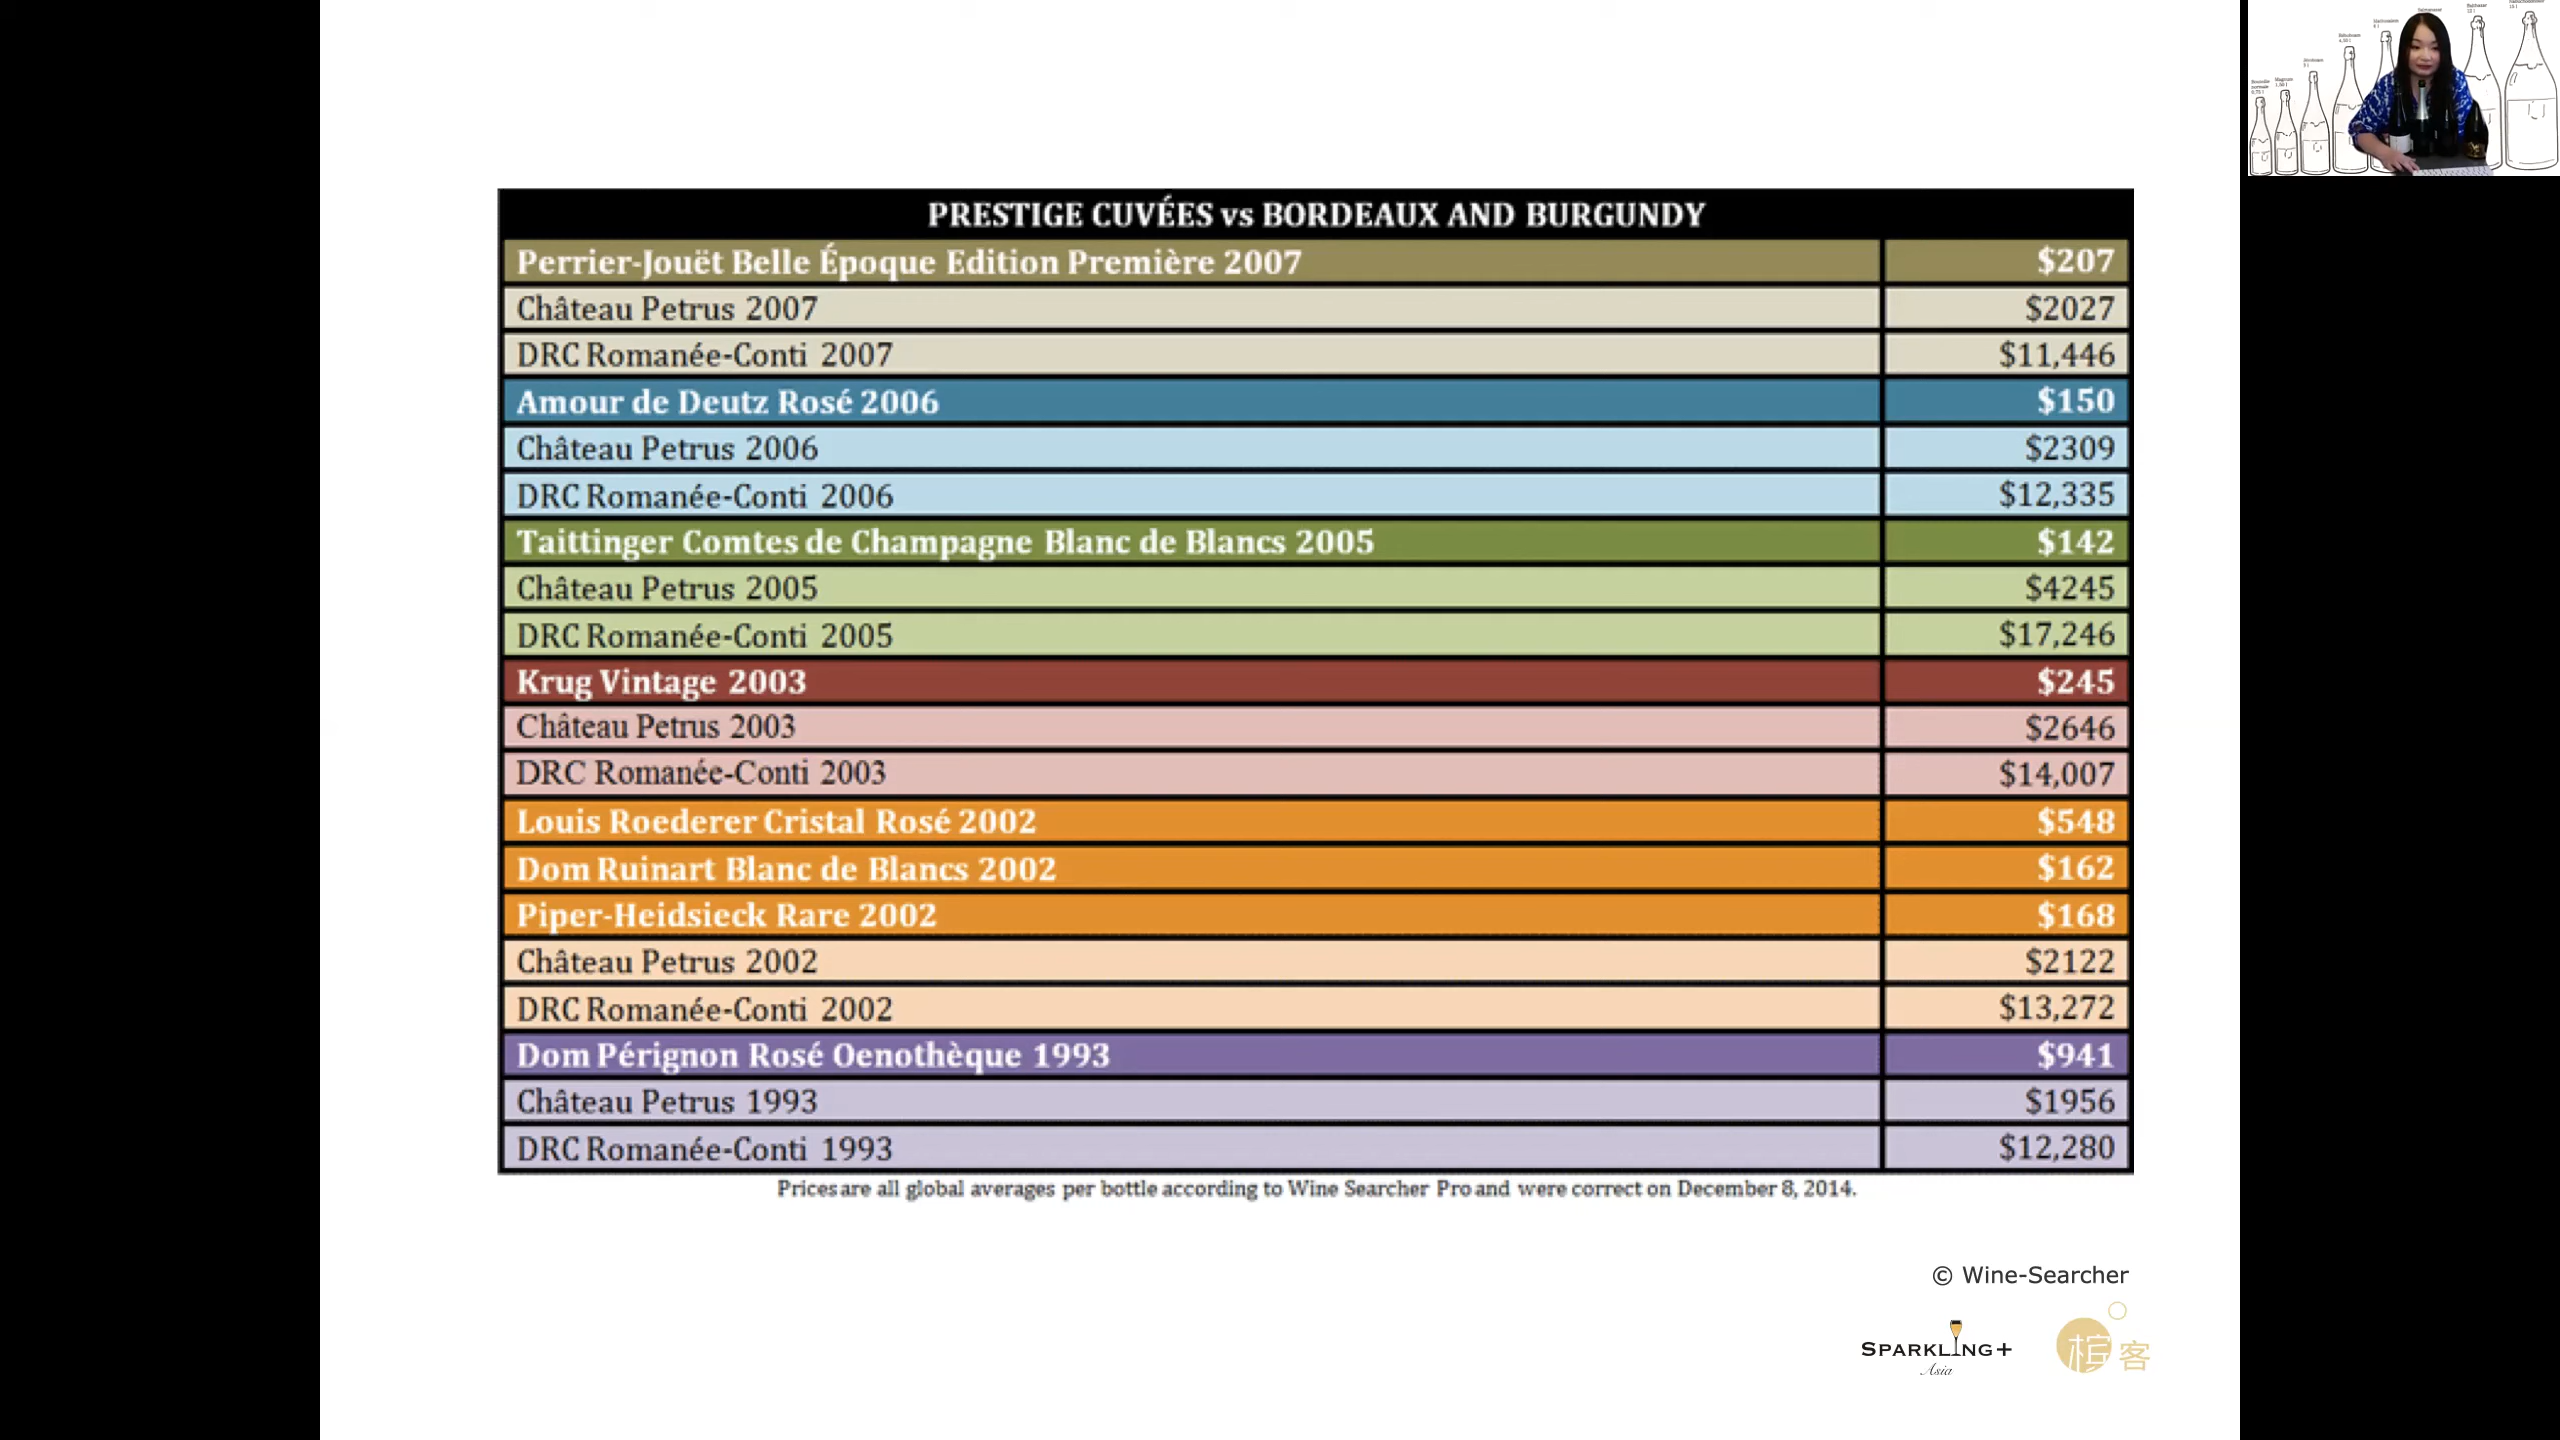 PRESTIGE CUVÉES vs BORDEAUX AND BURGUNDY
Perrier-Jouët Belle Époque Edition Première 2007 $207
Château Petrus 2007 $2027
DRC Romanée-Conti 2007 $11,446
Amour de Deutz Rosé 2006 $150
Château Petrus 2006 $2309
DRC Romanée-Conti 2006 $12,335
Taittinger Comtes de Champagne Blanc de Blancs 2005 $142
Château Petrus 2005 $4245
DRC Romanée-Conti 2005 $17,246
Krug Vintage 2003 $245
Château Petrus 2003 $2646
DRC Romanée-Conti 2003 $14,007
Louis Roederer Cristal Rosé 2002 $548
Dom Ruinart Blanc de Blancs 2002 $162
Piper-Heidsieck Rare 2002 $168
Château Petrus 2002 $2122
DRC Romanée-Conti 2002 $13,272
Dom Pérignon Rosé Oenothèque 1993 $941
Château Petrus 1993 $1956
DRC Romanée-Conti 1993 $12,280
Prices are all global averages per bottle according to Wine Searcher Pro and were correct on December 8, 2014.
© Wine-Searcher
SPARKLING+
Asia
槟客